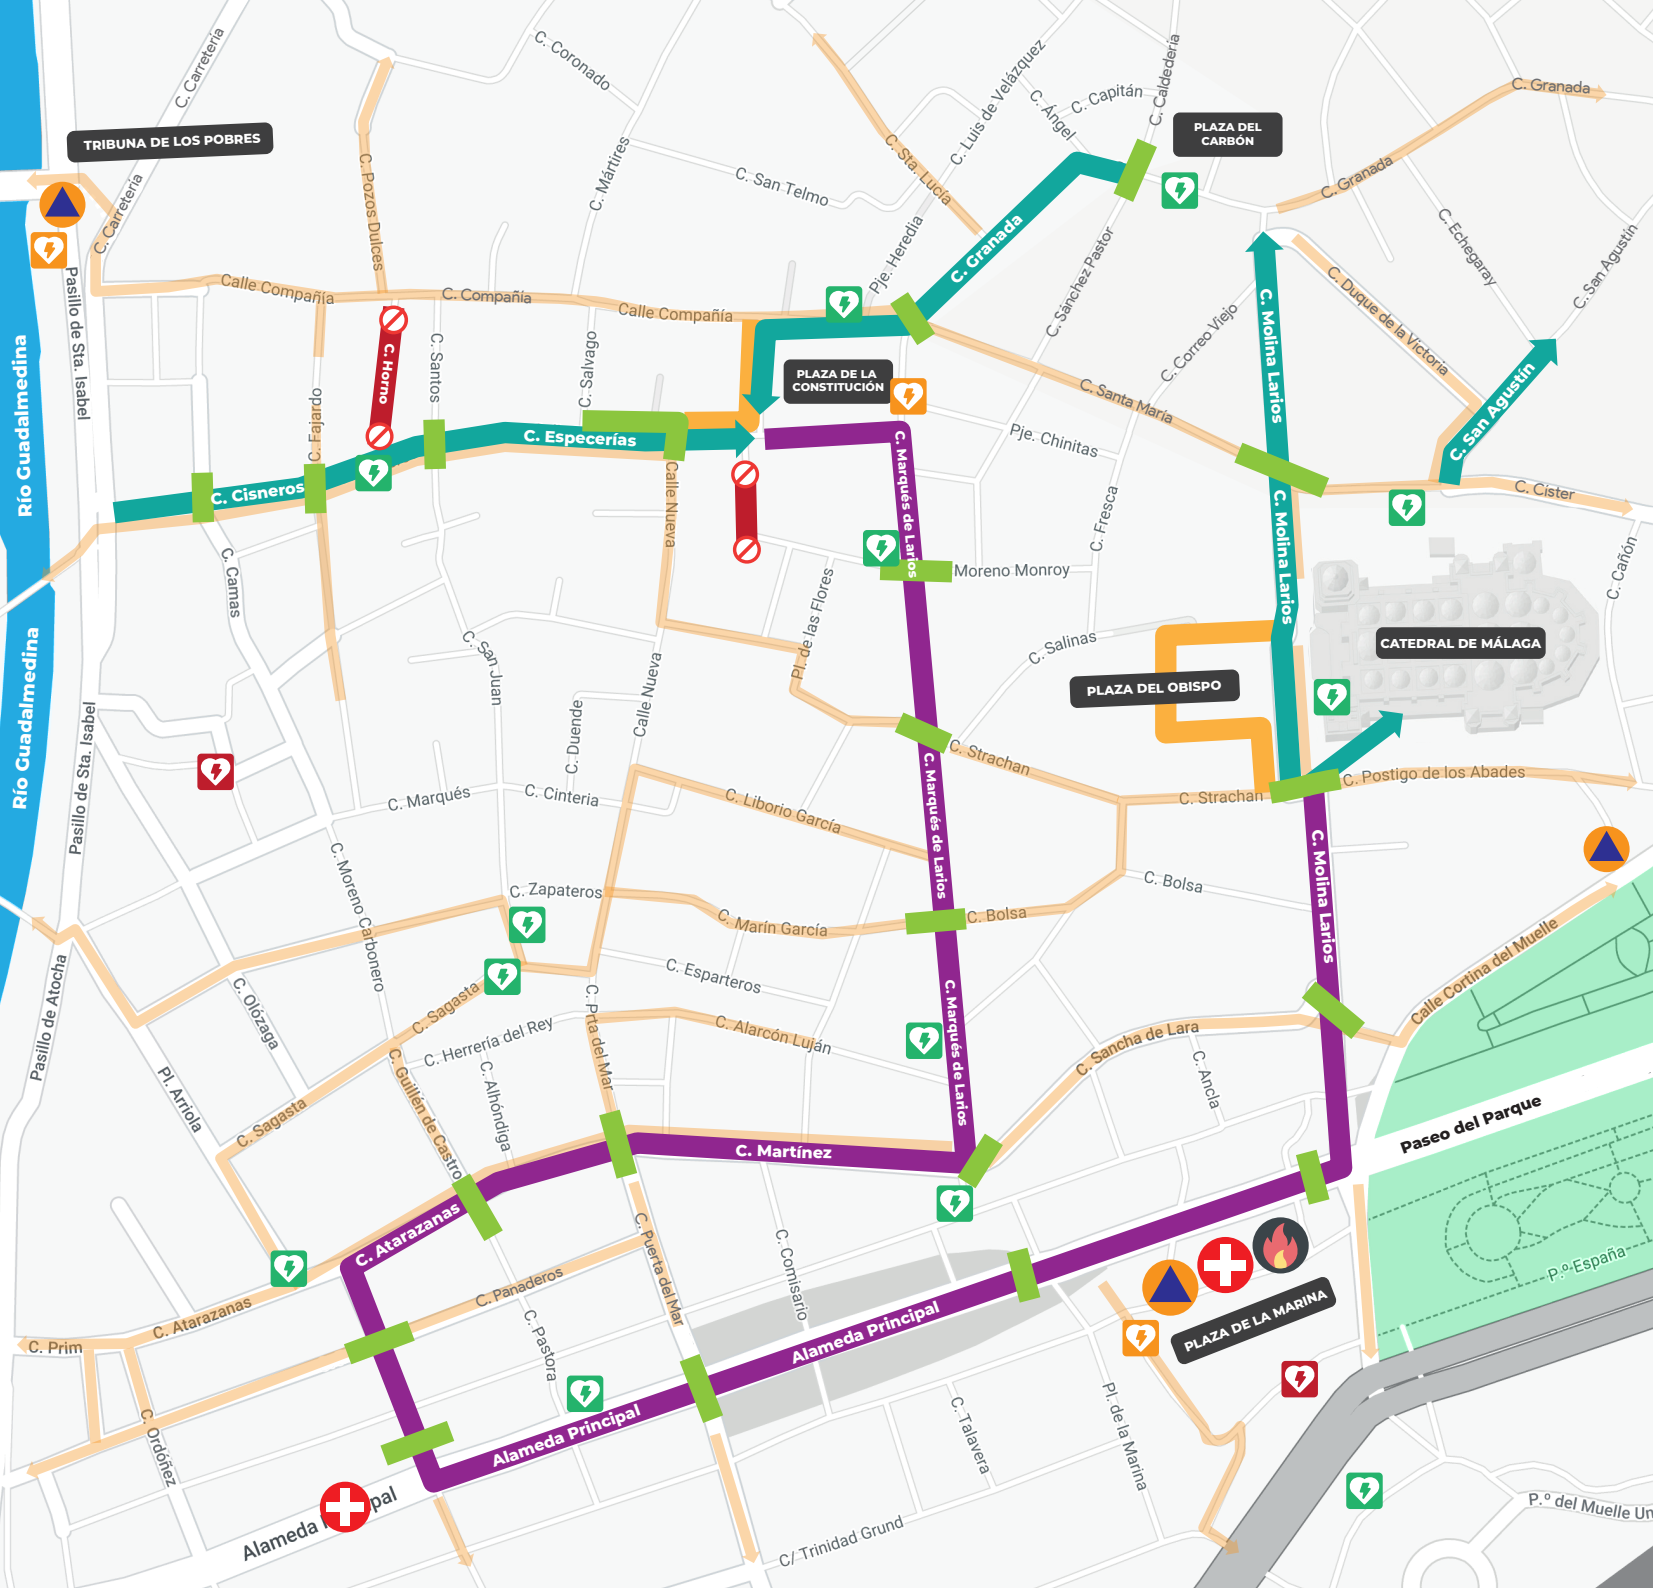 C. Carretería
C. Coronado
C. Luis de Velázquez
C. Ángel
C. Capitán
C. Caldedería
PLAZA DEL
CARBÓN
C. Granada
TRIBUNA DE LOS POBRES
C. Carretería
C. Pozos Dulces
C. Mártires
C. San Telmo
C. Sta. Lucía
C. Granada
C. Echegaray
C. San Agustín
Pje. Heredia
C. Granada
C. Sánchez Pastor
Pasillo de Sta. Isabel
Calle Compañía
C. Compañía
Calle Compañía
C. Molina Larios
C. Duque de la Victoria
C. Correo Viejo
Río Guadalmedina
C. Horno
C. Santos
C. Salvago
PLAZA DE LA
CONSTITUCIÓN
C. Santa María
C. San Agustín
C. Fajardo
C. Especerías
Pje. Chinitas
C. Cisneros
Calle Nueva
C. Marqués de Larios
C. Fresca
C. Molina Larios
C. Císter
C. Camas
Moreno Monroy
C. Cañón
Pl. de las Flores
C. Salinas
CATEDRAL DE MÁLAGA
Río Guadalmedina
C. San Juan
Calle Nueva
PLAZA DEL OBISPO
Pasillo de Sta. Isabel
C. Duende
C. Strachan
C. Strachan
C. Postigo de los Abades
C. Marqués
C. Cinteria
C. Liborio García
C. Marqués de Larios
C. Molina Larios
C. Moreno Carbonero
C. Zapateros
C. Marín García
C. Bolsa
C. Bolsa
Pasillo de Atocha
C. Olózaga
C. Sagasta
C. Esparteros
C. Marqués de Larios
Calle Cortina del Muelle
C. Prta del Mar
C. Alarcón Luján
C. Herrería del Rey
C. Sancha de Lara
C. Ancla
Pl. Arriola
C. Sagasta
C. Guillén de Castro
C. Alhóndiga
C. Martínez
Paseo del Parque
C. Atarazanas
C. Puerta del Mar
C. Comisario
P.º España
C. Panaderos
C. Atarazanas
C. Prim
C. Pastora
Alameda Principal
PLAZA DE LA MARINA
C. Ordóñez
Alameda Principal
C. Talavera
Pl. de la Marina
C/ Trinidad Grund
P.º del Muelle Un